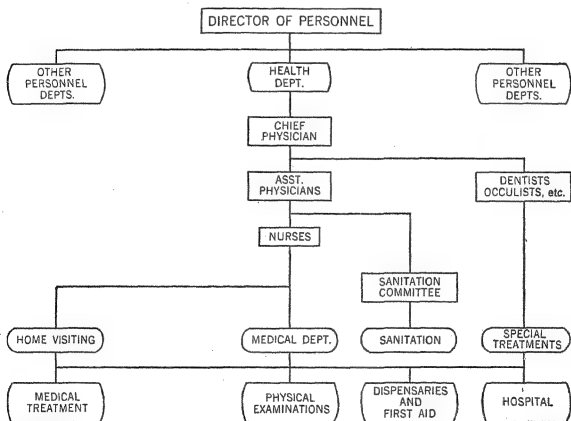 DIRECTOR OF PERSONNEL
OTHER
PERSONNEL
DEPTS.
HEALTH
DEPT.
OTHER
PERSONNEL
DEPTS.
CHIEF
PHYSICIAN
ASST.
PHYSICIANS
DENTISTS
OCCULISTS, etc.
NURSES
SANITATION
COMMITTEE
HOME VISITING
MEDICAL DEPT.
SANITATION
SPECIAL
TREATMENTS
MEDICAL
TREATMENT
PHYSICAL
EXAMINATIONS
DISPENSARIES
AND
FIRST AID
HOSPITAL